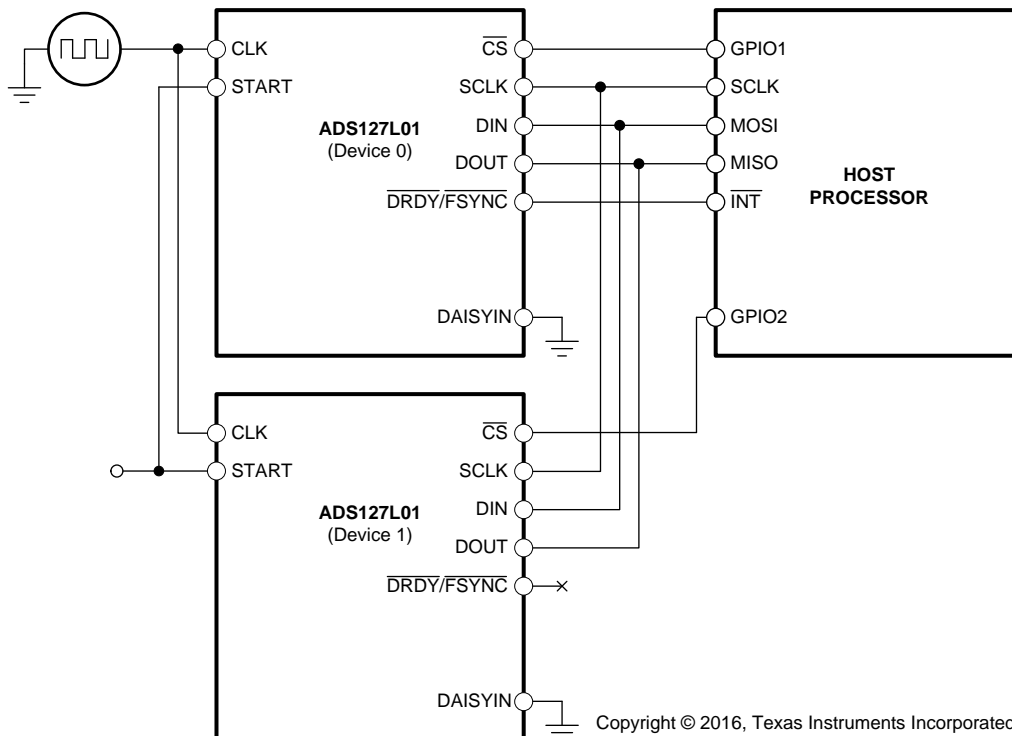 CLK
START
ADS127L01
(Device 0)
CS
SCLK
DIN
DOUT
DRDY/FSYNC
DAISYIN
GPIO1
SCLK
MOSI
MISO
INT
GPIO2
HOST
PROCESSOR
CLK
START
ADS127L01
(Device 1)
CS
SCLK
DIN
DOUT
DRDY/FSYNC
DAISYIN
Copyright © 2016, Texas Instruments Incorporated